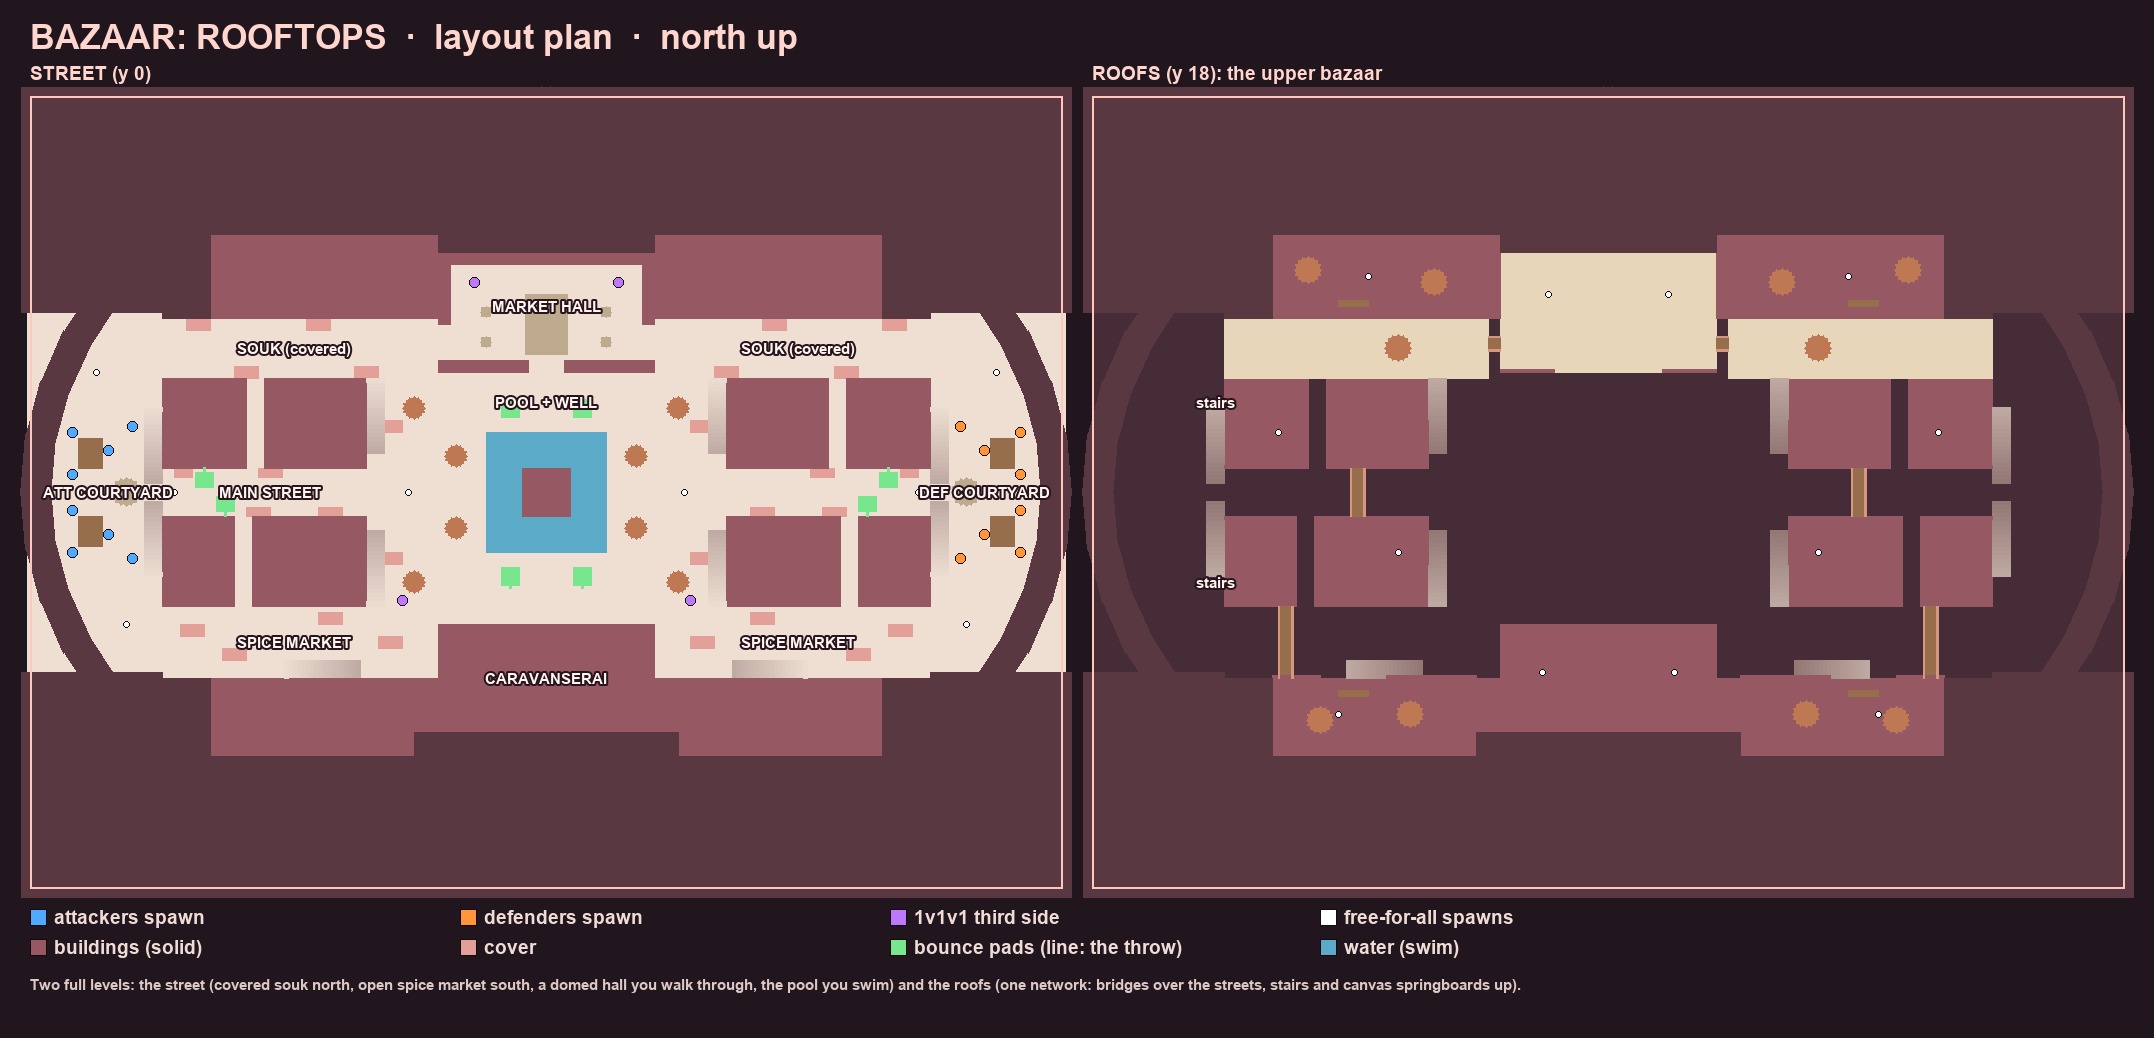 BAZAAR: ROOFTOPS · layout plan · north up
STREET (y 0)
ROOFS (y 18): the upper bazaar
MARKET HALL
SOUK (covered)
SOUK (covered)
POOL + WELL
ATT COURTYARD
MAIN STREET
DEF COURTYARD
SPICE MARKET
SPICE MARKET
CARAVANSERAI
stairs
stairs
attackers spawn
defenders spawn
1v1v1 third side
free-for-all spawns
buildings (solid)
cover
bounce pads (line: the throw)
water (swim)
Two full levels: the street (covered souk north, open spice market south, a domed hall you walk through, the pool you swim) and the roofs (one network: bridges over the streets, stairs and canvas springboards up).